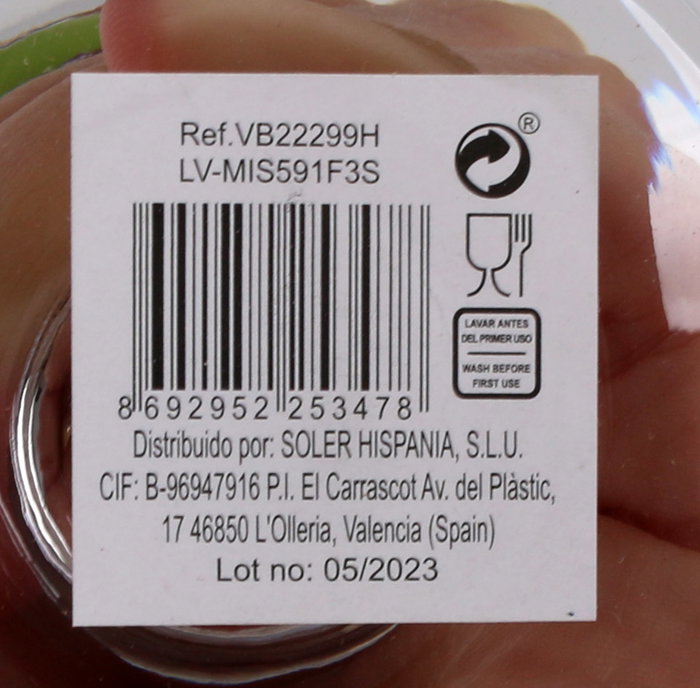 Ref.VB22299H
LV-MIS591F3S
®
LAVAR ANTES
DEL PRIMER USO
WASH BEFORE
FIRST USE
8 692952 253478
Distribuido por: SOLER HISPANIA, S.L.U.
CIF: B-96947916 P.I. El Carrascot Av. del Plàstic,
17 46850 L'Olleria, Valencia (Spain)
Lot no: 05/2023